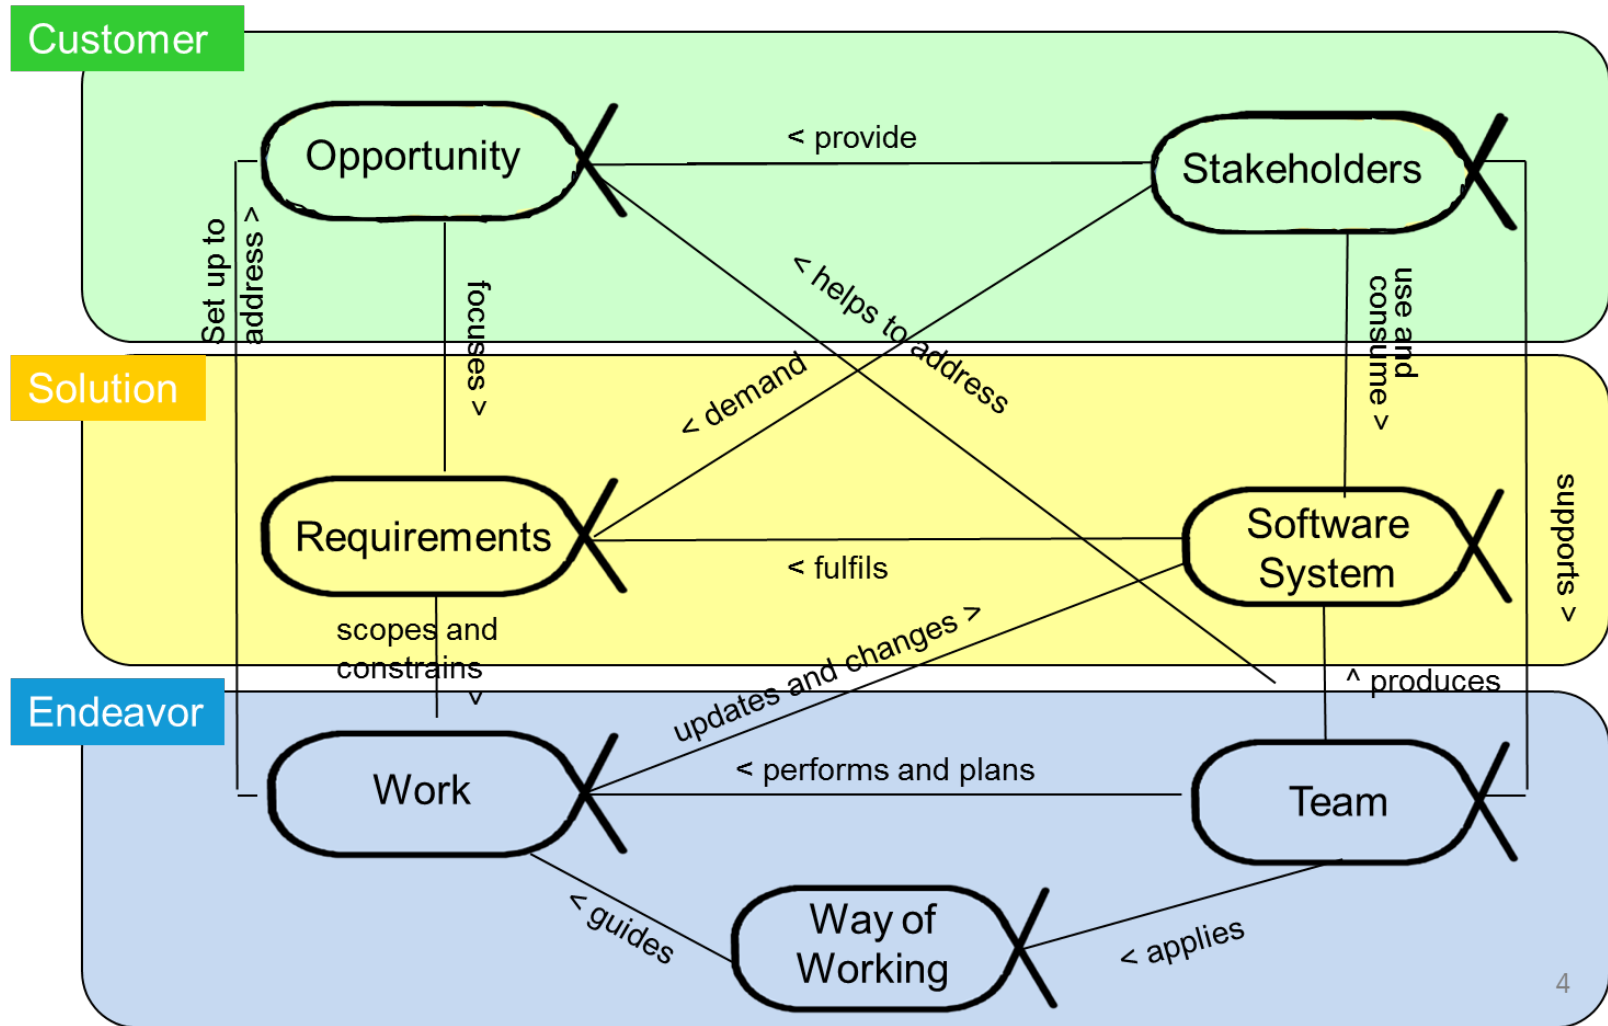 Customer
Opportunity
< provide
Stakeholders
Set up to
address >
focusses >
< helps to address
use and
consume >
Solution
< demand
Requirements
< fulfils
Software
System
supports >
scopes and
constrains
>
updates and changes >
^ produces
Endeavor
Work
< performs and plans
Team
< guides
Way of
Working
< applies
4